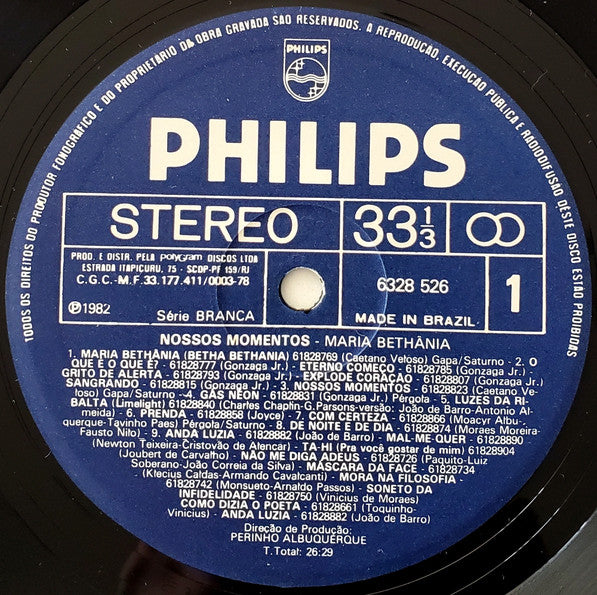 TODOS OS DIREITOS DO PRODUTOR FONOGRÁFICO E DO PROPRIETÁRIO DA OBRA GRAVADA SÃO RESERVADOS. A REPRODUÇÃO, EXECUÇÃO PÚBLICA E RADIODIFUSÃO DESTE DISCO ESTÃO PROIBIDAS
PHILIPS
PHILIPS
STEREO 33 1/3
PROD. E DISTR. PELA polyGram DISCOS LTDA
ESTRADA ITAPICURU, 75 - SCDP-PF 159/RJ
C.G.C.-M.F. 33.177.411/0003-78
6328 526 1
℗1982 Série BRANCA MADE IN BRAZIL
NOSSOS MOMENTOS - MARIA BETHÂNIA
1. MARIA BETHÂNIA (BETHA BETHANIA) 61828769 (Caetano Veloso) Gapa/Saturno - 2. O
QUE E O QUE É? - 61828777 (Gonzaga Jr.) - ETERNO COMEÇO - 61828785 (Gonzaga Jr.) -
GRITO DE ALERTA - 61828793 (Gonzaga Jr.) - EXPLODE CORAÇÃO - 61828807 (Gonzaga Jr.) -
SANGRANDO - 61828815 (Gonzaga Jr.) - 3. NOSSOS MOMENTOS - 61828823 (Caetano Ve-
loso) Gapa/Saturno - 4. GÁS NEON - 61828831 (Gonzaga Jr.) Pérgola - 5. LUZES DA RI-
BALTA (Limelight) 61828840 (Charles Chaplin-G.Parsons-versão: João de Barro-Antonio Al-
meida) - 6. PRENDA - 61828858 (Joyce) - 7. COM CERTEZA - 61828866 (Moacyr Albu-
querque-Tavinho Paes) Pérgola/Saturno - 8. DE NOITE E DE DIA - 61828874 (Moraes Moreira-
Fausto Nilo) - 9. ANDA LUZIA - 61828882 (João de Barro) - MAL-ME-QUER - 61828890
(Newton Teixeira-Cristóvão de Alencar) - TA-HI (Pra você gostar de mim) 61828904
(Joubert de Carvalho) - NÃO ME DIGA ADEUS - 61828726 (Paquito-Luiz
Soberano-João Correia da Silva) - MÁSCARA DA FACE - 61828734
(Klecius Caldas-Armando Cavalcanti) - MORA NA FILOSOFIA -
61828742 (Monsueto-Arnaldo Passos) - SONETO DA
INFIDELIDADE - 61828750 (Vinicius de Moraes)
COMO DIZIA O POETA - 61828661 (Toquinho-
Vinicius) - ANDA LUZIA - 61828882 (João de Barro)
Direção de Produção:
PERINHO ALBUQUERQUE
T. Total: 26:29